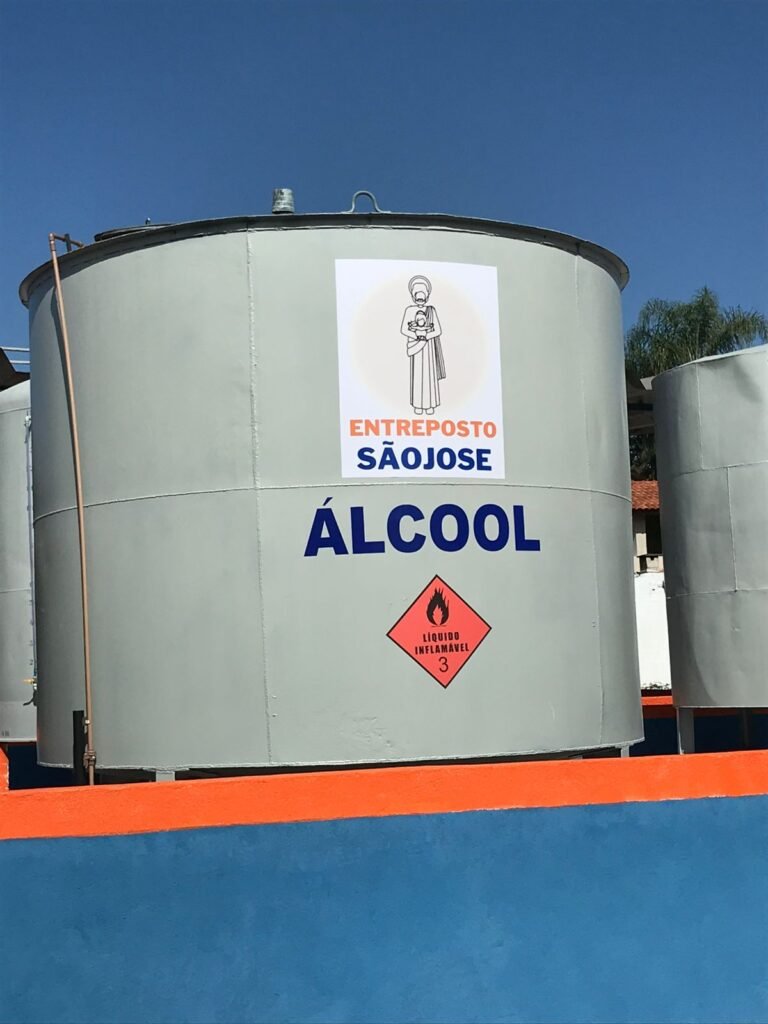 ENTREPOSTO
SÃOJOSE
ÁLCOOL
LÍQUIDO
INFLAMÁVEL
3